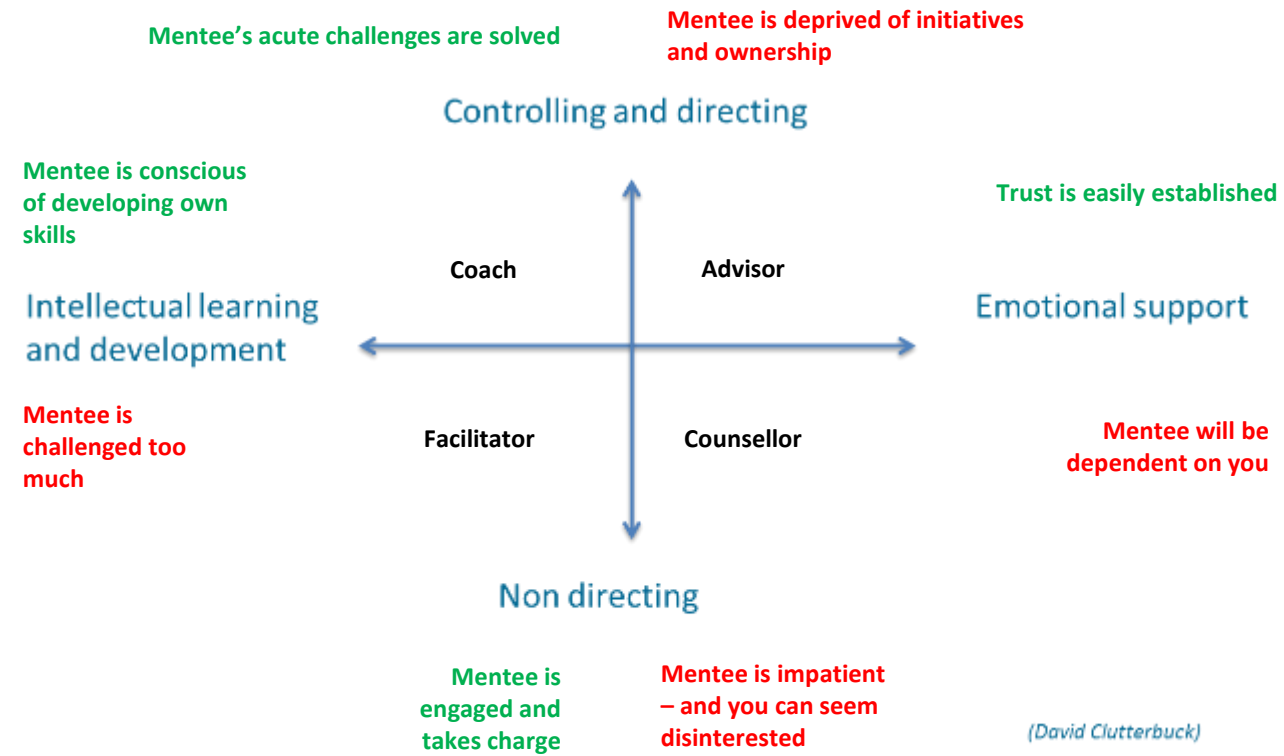 Mentee’s acute challenges are solved
Mentee is deprived of initiatives
and ownership
Controlling and directing
Mentee is conscious
of developing own
skills
Trust is easily established
Coach
Advisor
Intellectual learning
and development
Emotional support
Mentee is
challenged too
much
Facilitator
Counsellor
Mentee will be
dependent on you
Non directing
Mentee is
engaged and
takes charge
Mentee is impatient
– and you can seem
disinterested
(David Clutterbuck)